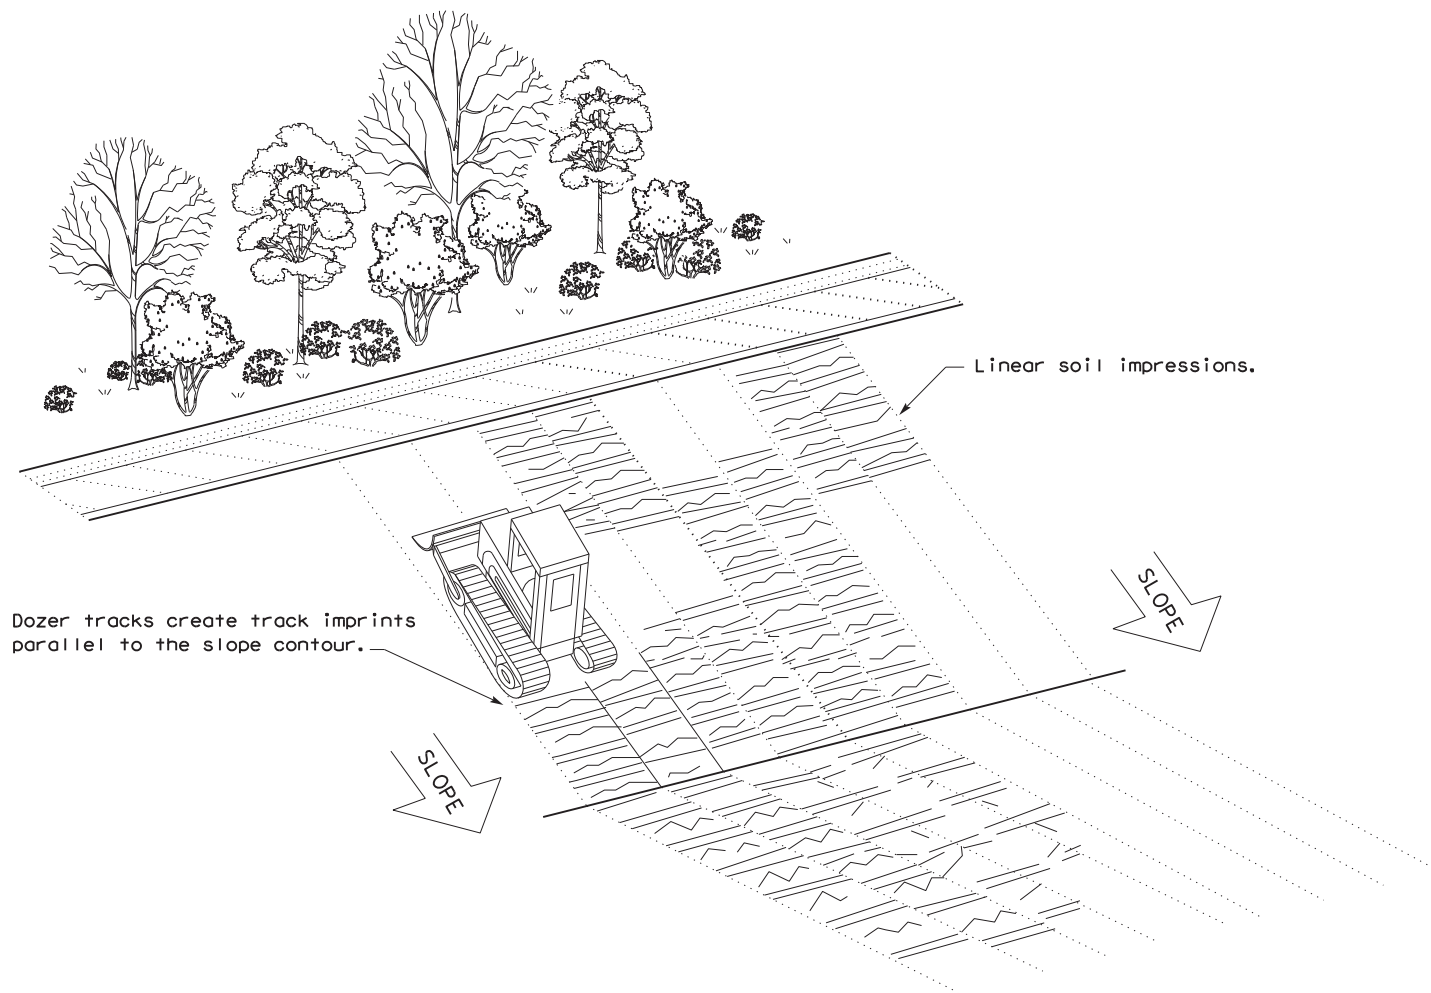 Linear soil impressions.
SLOPE
Dozer tracks create track imprints
parallel to the slope contour.
SLOPE